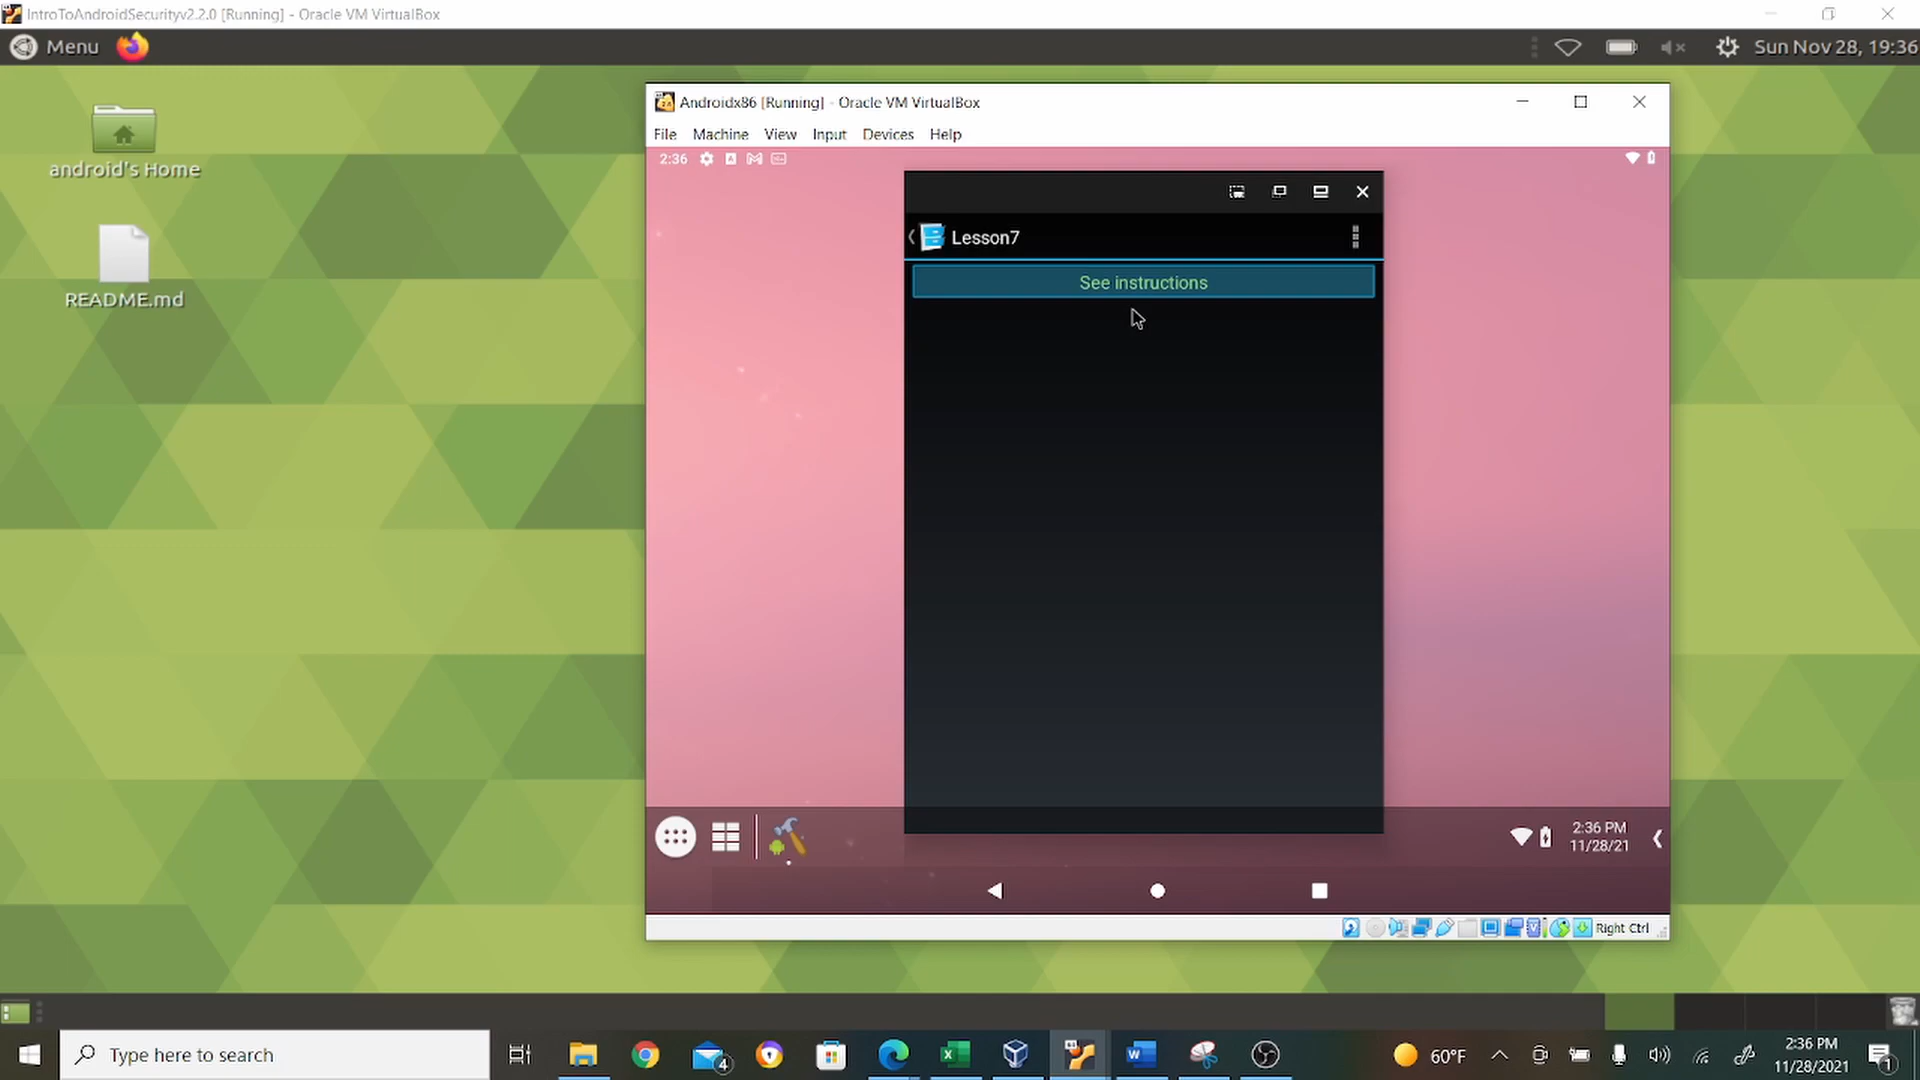 IntroToAndroidSecurityv2.2.0 [Running] - Oracle VM VirtualBox
Menu
Sun Nov 28, 19:36
android's Home
README.md
Androidx86 [Running] - Oracle VM VirtualBox
File Machine View Input Devices Help
2:36
Lesson7
See instructions
2:36 PM
11/28/21
Right Ctrl
Type here to search
4
60°F
2:36 PM
11/28/2021
1